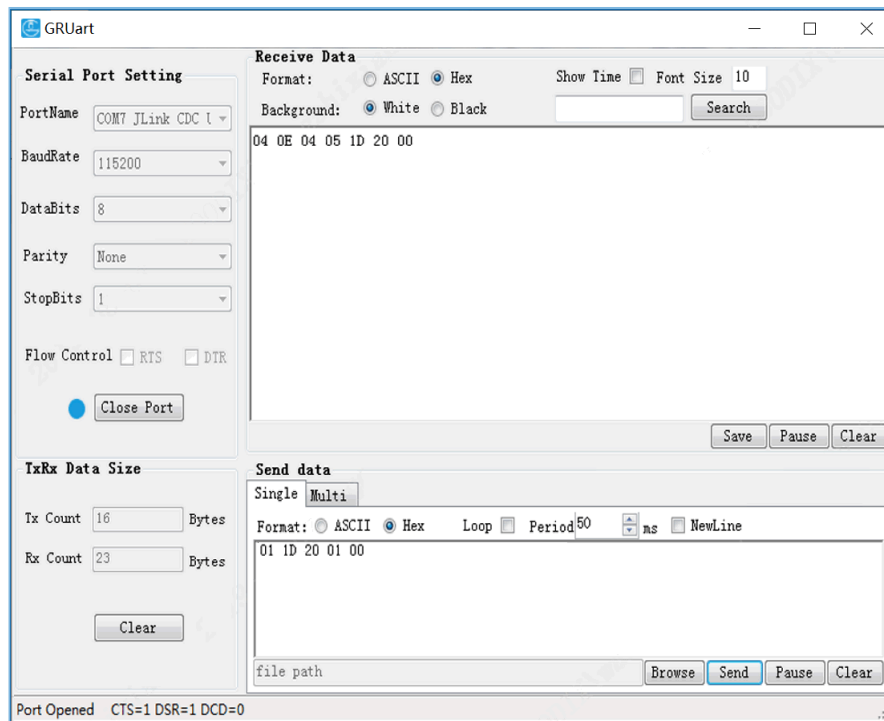 GRUart
Serial Port Setting
PortName COM7 JLink CDC U
BaudRate 115200
DataBits 8
Parity None
StopBits 1
Flow Control RTS DTR
Close Port
Receive Data
Format: ASCII Hex Show Time Font Size 10
Background: White Black Search
04 0E 04 05 1D 20 00
Save Pause Clear
TxRx Data Size
Tx Count 16 Bytes
Rx Count 23 Bytes
Clear
Send data
Single Multi
Format: ASCII Hex Loop Period 50 ms NewLine
01 1D 20 01 00
file path Browse Send Pause Clear
Port Opened CTS=1 DSR=1 DCD=0